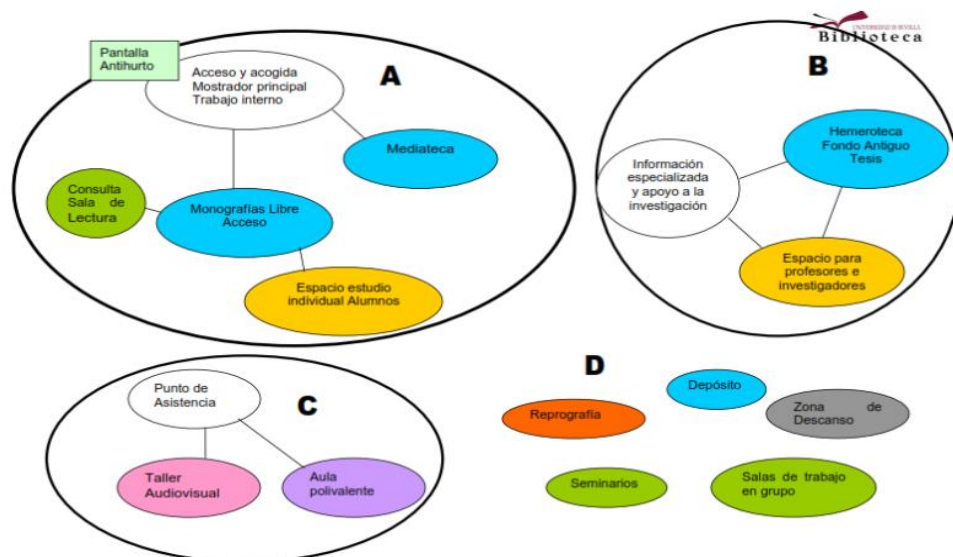 UNIVERSIDAD DE SEVILLA
Biblioteca
Pantalla
Antihurto
Acceso y acogida
Mostrador principal
Trabajo interno
A
Mediateca
Consulta
Sala de
Lectura
Monografías Libre
Acceso
Espacio estudio
individual Alumnos
B
Hemeroteca
Fondo Antiguo
Tesis
Información
especializada
y apoyo a la
investigación
Espacio para
profesores e
investigadores
Punto de
Asistencia
C
Taller
Audiovisual
Aula
polivalente
D
Depósito
Reprografía
Zona de
Descanso
Seminarios
Salas de trabajo
en grupo